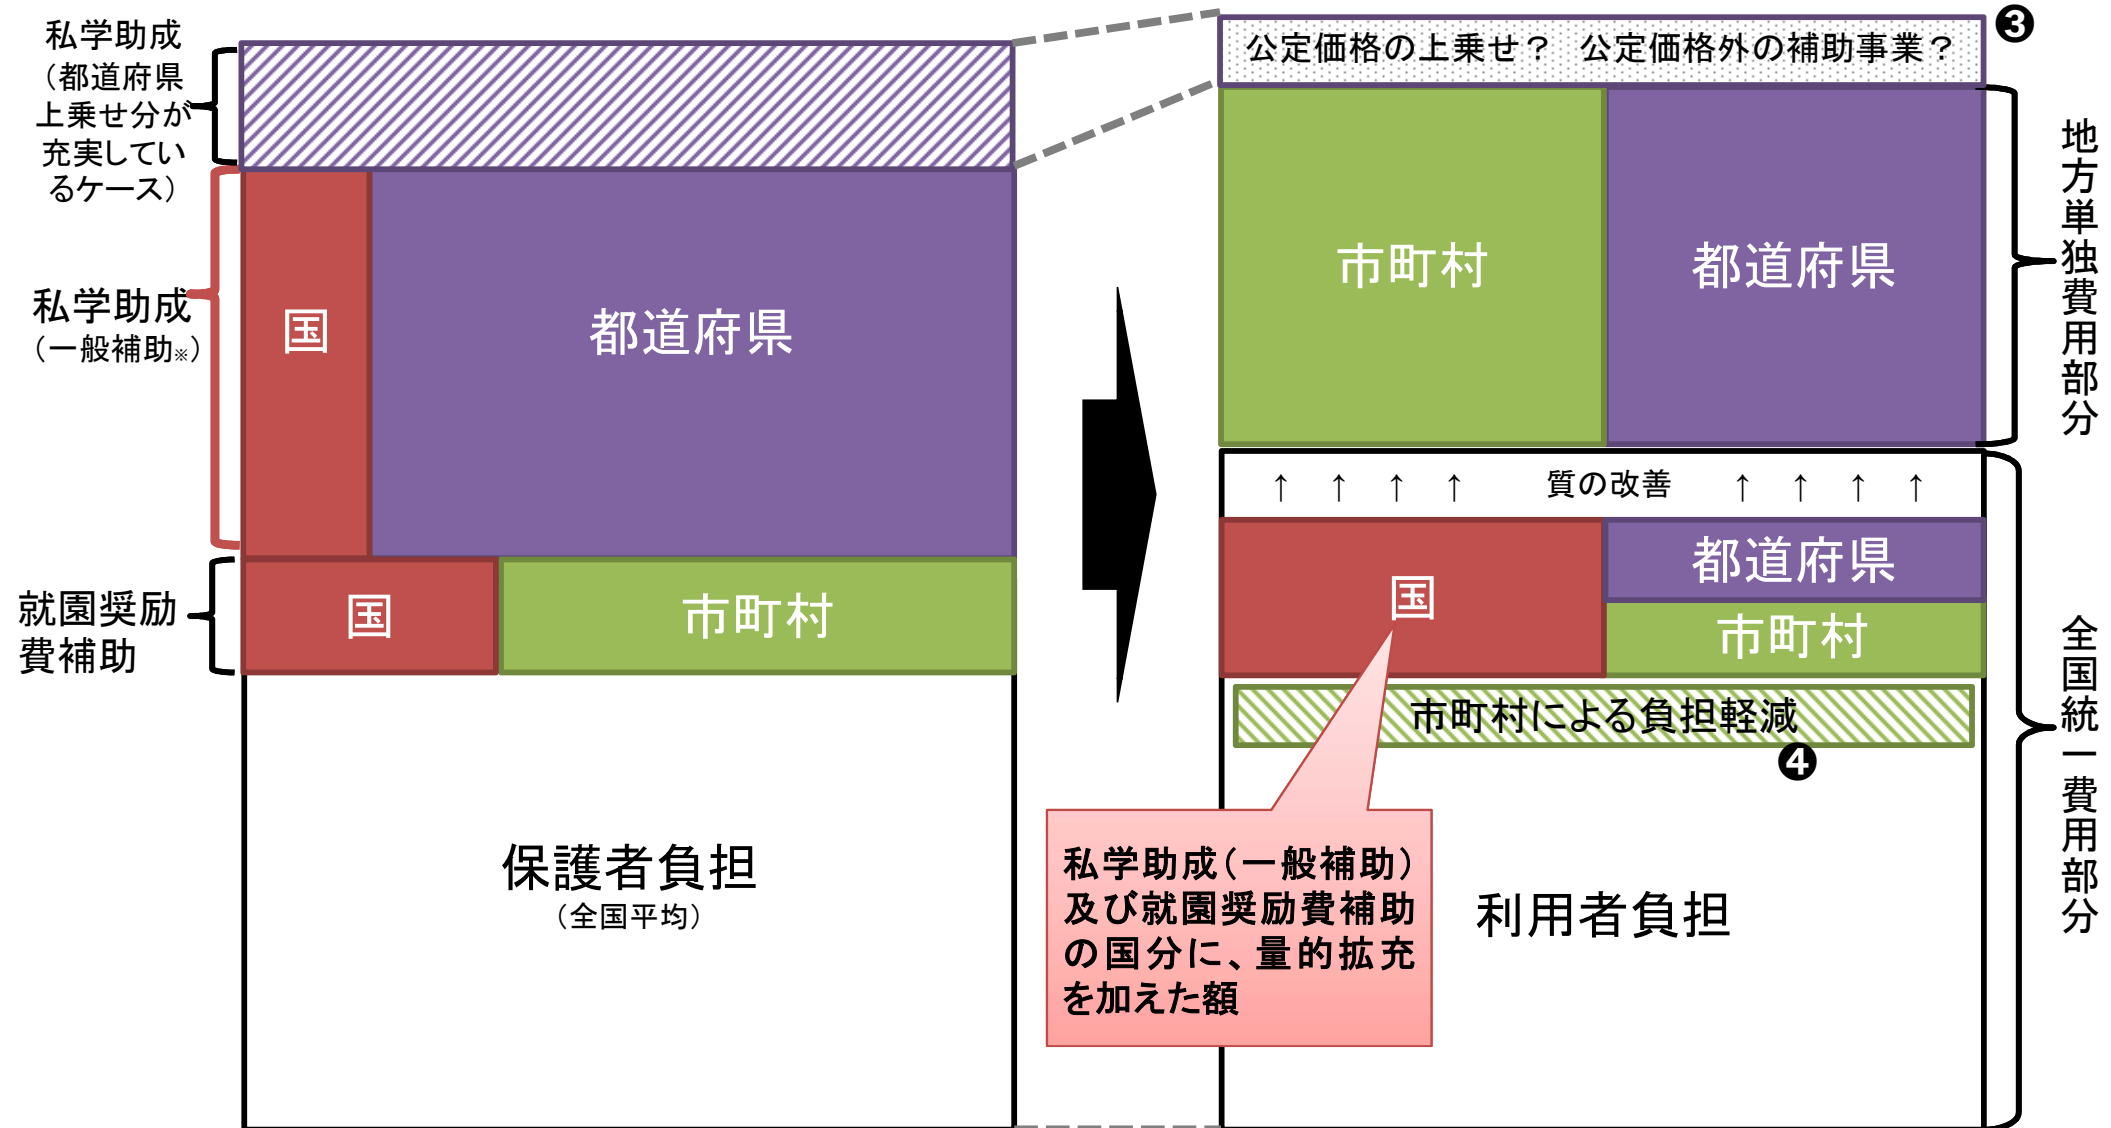 私学助成
（都道府県
上乗せ分が
充実してい
るケース）
私学助成
（一般補助※）
就園奨励
費補助
国
都道府県
国
市町村
保護者負担
（全国平均）
公定価格の上乗せ？　公定価格外の補助事業？
❸
市町村
都道府県
地方単独費用部分
↑ ↑ ↑ ↑ 質の改善 ↑ ↑ ↑ ↑
国
都道府県
市町村
市町村による負担軽減
❹
私学助成（一般補助）
及び就園奨励費補助
の国分に、量的拡充
を加えた額
利用者負担
全国統一費用部分